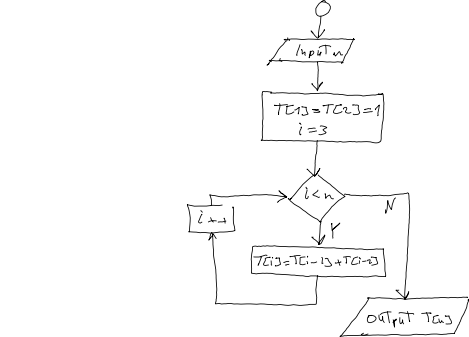 Input n
T[1]=T[2]=1
i=3
i<n
N
i++
Y
T[i]=T[i-1]+T[i-2]
OUTPUT T[n]